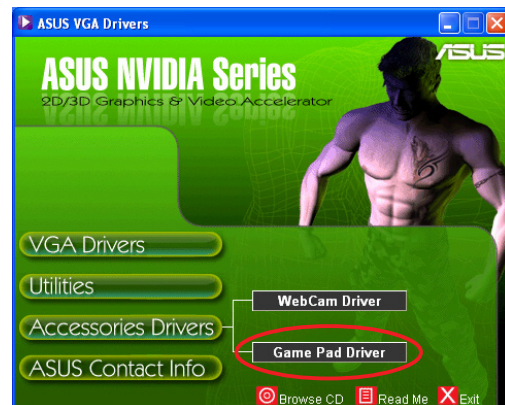 ASUS VGA Drivers
ASUS
ASUS NVIDIA Series
2D/3D Graphics & Video Accelerator
VGA Drivers
Utilities
WebCam Driver
Accessories Drivers
Game Pad Driver
ASUS Contact Info
Browse CD Read Me Exit